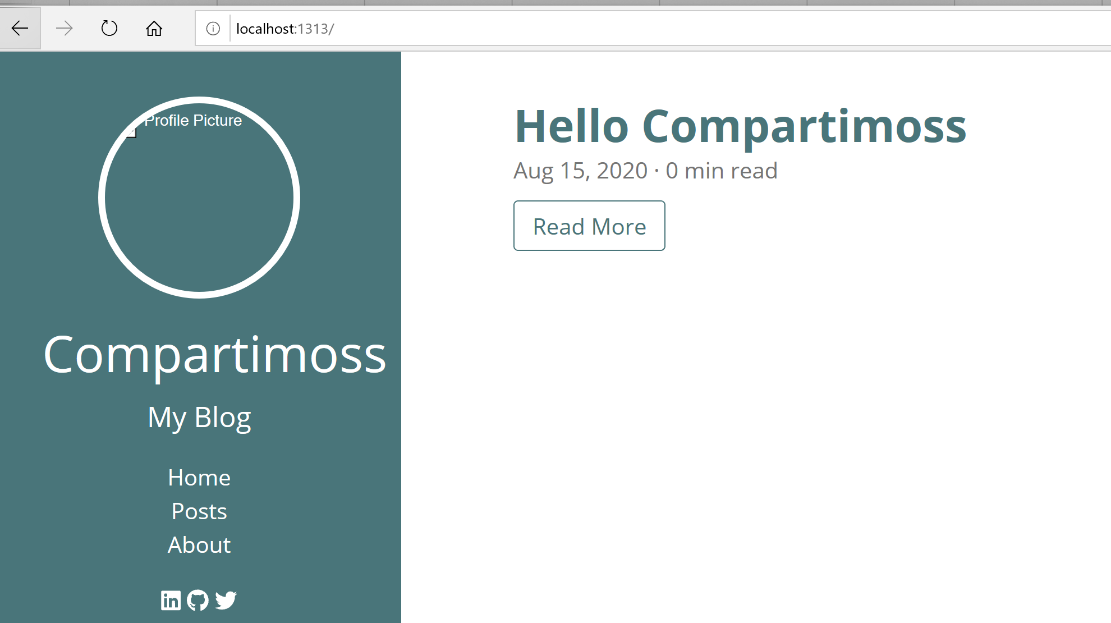 localhost:1313/
Profile Picture
Compartimoss
My Blog
Home
Posts
About
Hello Compartimoss
Aug 15, 2020 · 0 min read
Read More